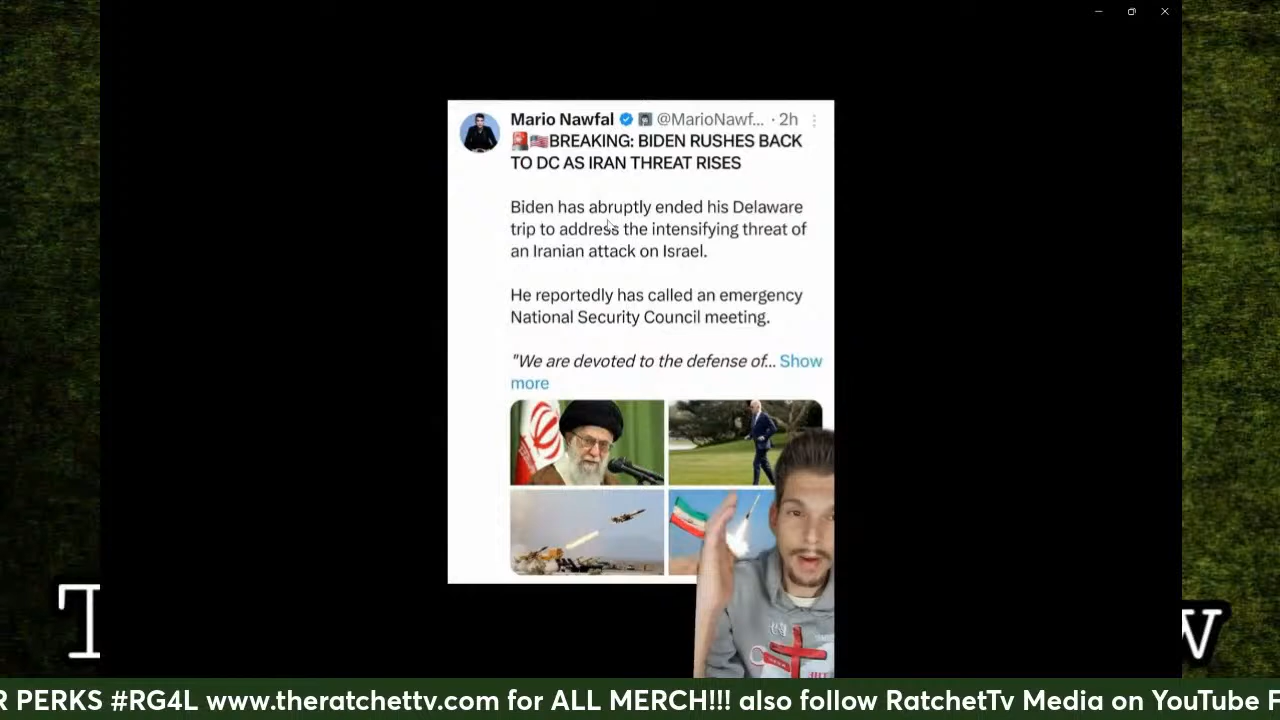 Mario Nawfal @MarioNawf... · 2h
BREAKING: BIDEN RUSHES BACK
TO DC AS IRAN THREAT RISES
Biden has abruptly ended his Delaware
trip to address the intensifying threat of
an Iranian attack on Israel.
He reportedly has called an emergency
National Security Council meeting.
"We are devoted to the defense of... Show
more
T
w
R PERKS #RG4L www.theratchettv.com for ALL MERCH!!! also follow RatchetTv Media on YouTube F